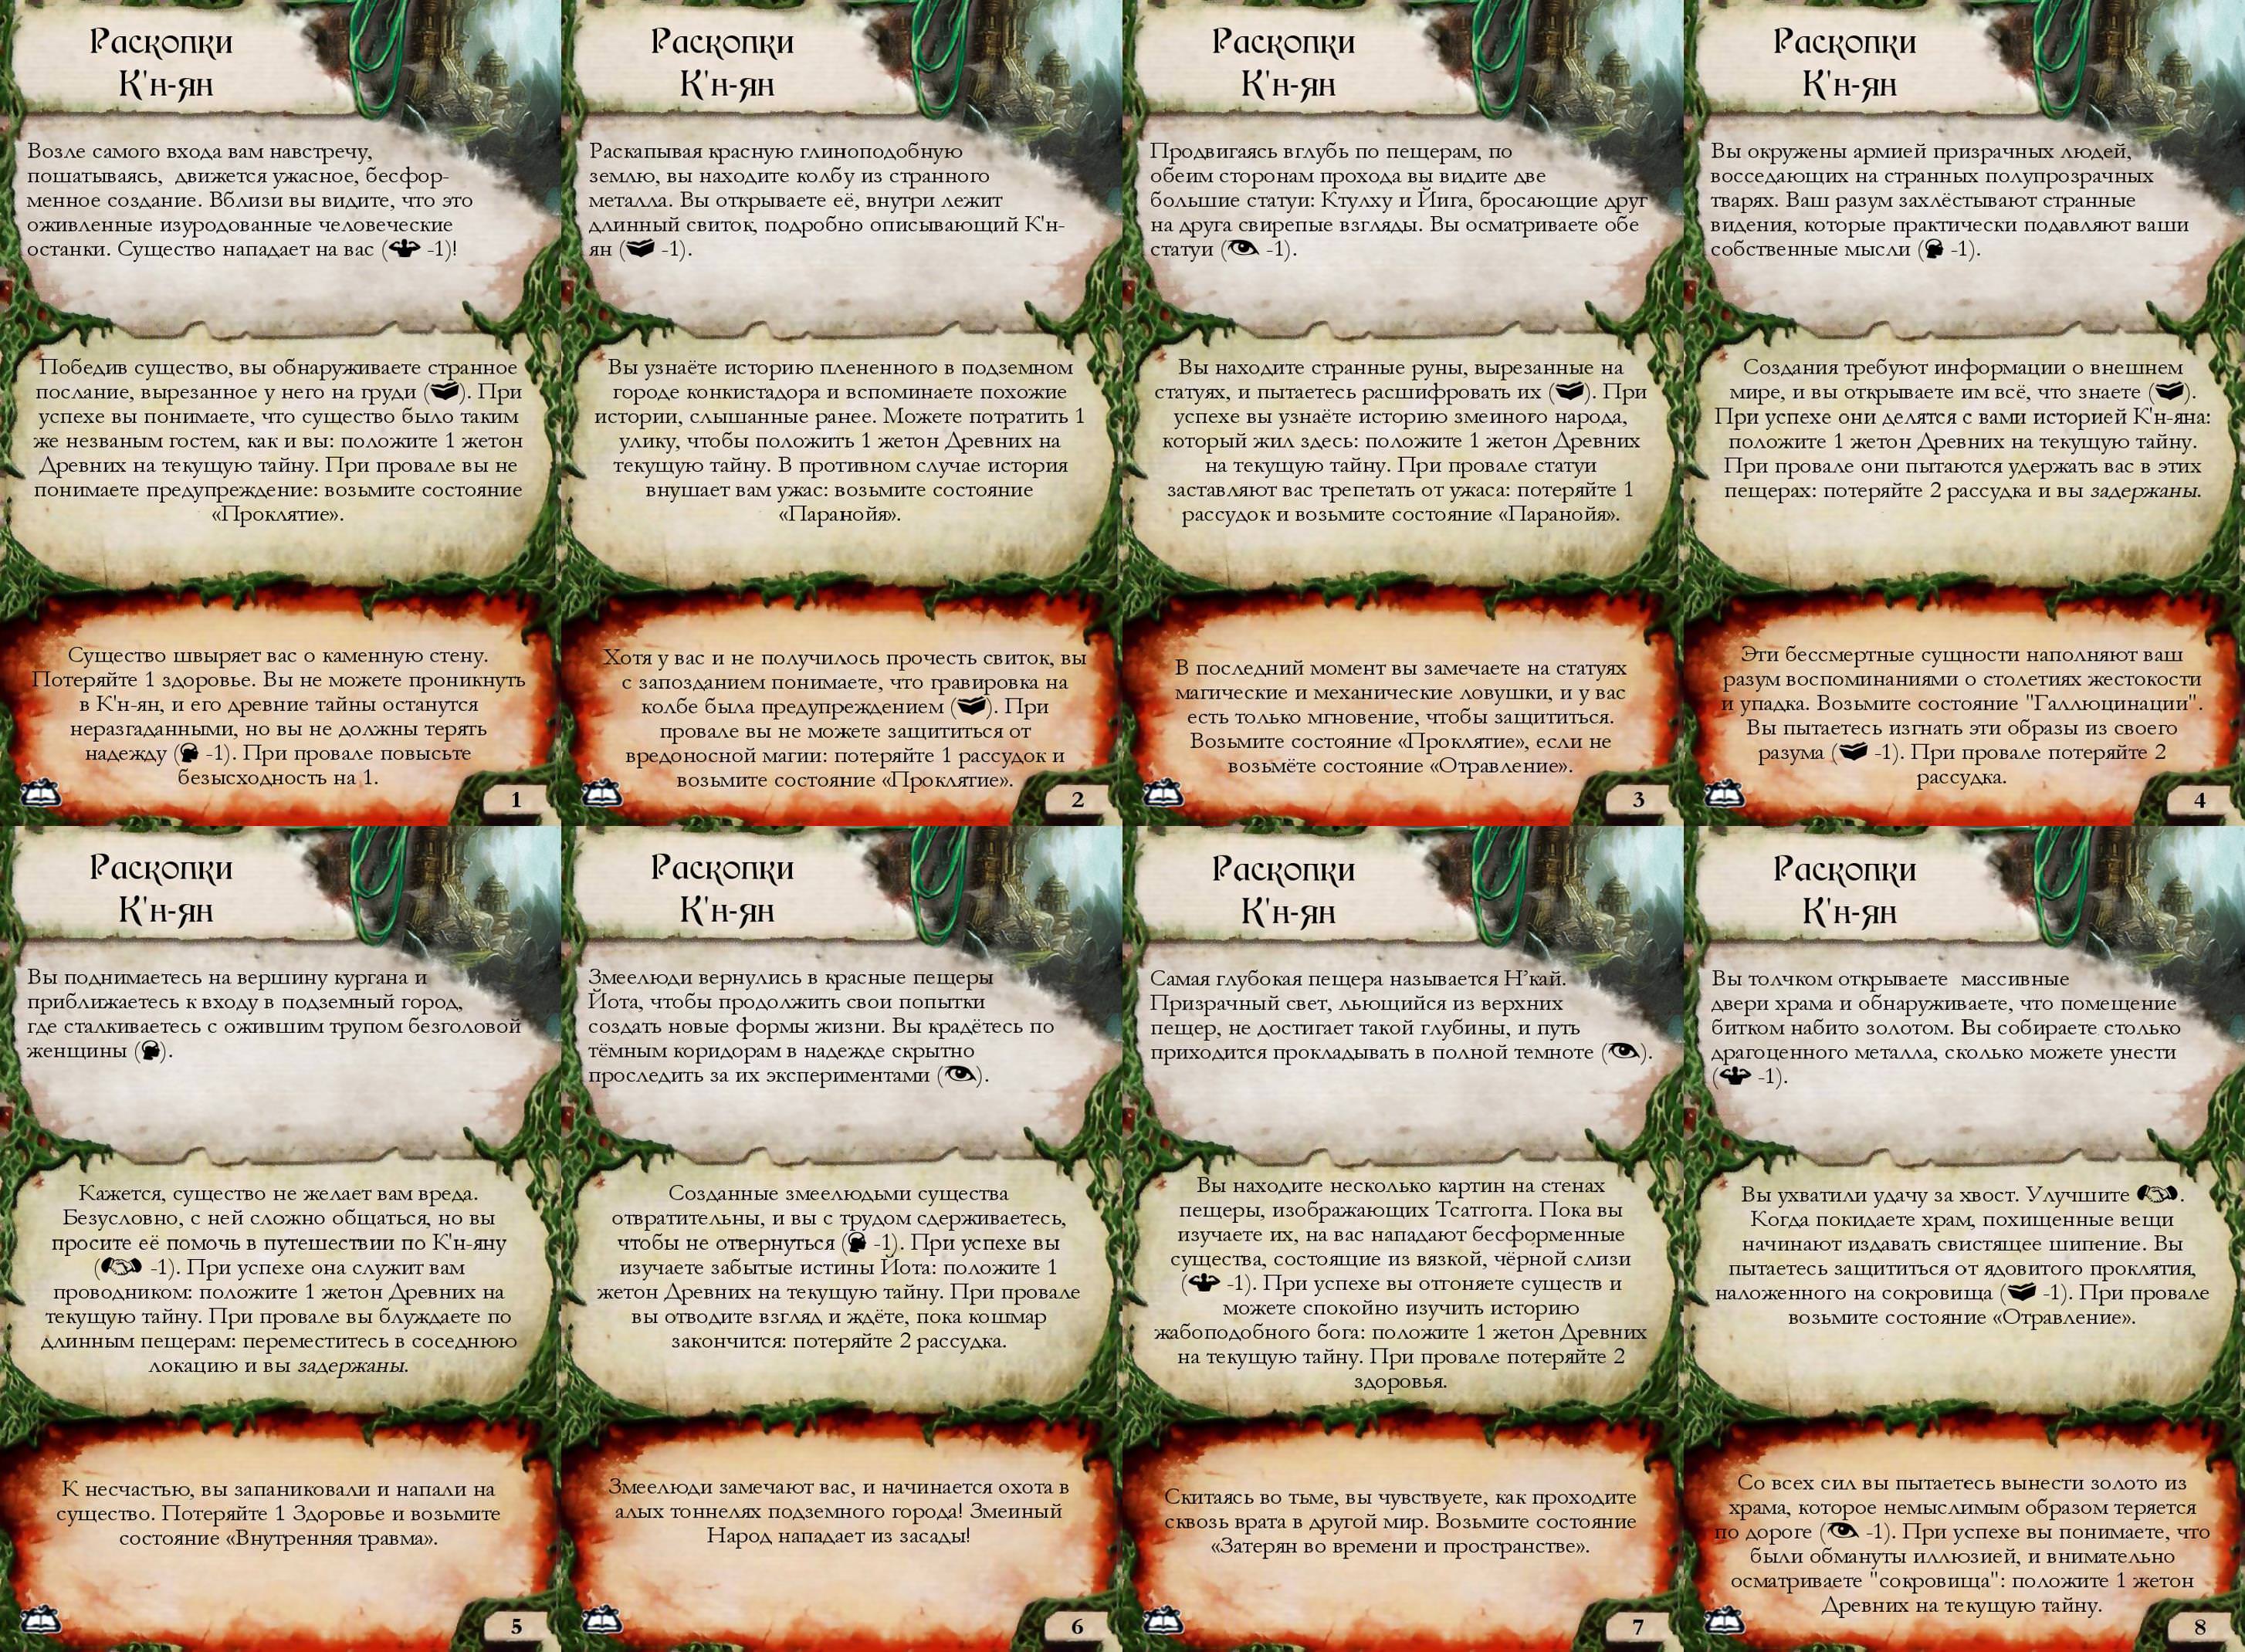 Раскопки
К'н-ян
Возле самого входа вам навстречу,
пошатываясь, движется ужасное, бесфор-
менное создание. Вблизи вы видите, что это
оживленные изуродованные человеческие
останки. Существо нападает на вас ( -1)!
Победив существо, вы обнаруживаете странное
послание, вырезанное у него на груди ( ). При
успехе вы понимаете, что существо было таким
же незваным гостем, как и вы: положите 1 жетон
Древних на текущую тайну. При провале вы не
понимаете предупреждение: возьмите состояние
«Проклятие».
Существо швыряет вас о каменную стену.
Потеряйте 1 здоровье. Вы не можете проникнуть
в К'н-ян, и его древние тайны останутся
неразгаданными, но вы не должны терять
надежду ( -1). При провале повысьте
безысходность на 1.
1
Раскопки
К'н-ян
Раскапывая красную глиноподобную
землю, вы находите колбу из странного
металла. Вы открываете её, внутри лежит
длинный свиток, подробно описывающий К'н-
ян ( -1).
Вы узнаёте историю плененного в подземном
городе конкистадора и вспоминаете похожие
истории, слышанные ранее. Можете потратить 1
улику, чтобы положить 1 жетон Древних на
текущую тайну. В противном случае история
внушает вам ужас: возьмите состояние
«Паранойя».
Хотя у вас и не получилось прочесть свиток, вы
с запозданием понимаете, что гравировка на
колбе была предупреждением ( ). При
провале вы не можете защититься от
вредоносной магии: потеряйте 1 рассудок и
возьмите состояние «Проклятие».
2
Раскопки
К'н-ян
Продвигаясь вглубь по пещерам, по
обеим сторонам прохода вы видите две
большие статуи: Ктулху и Йига, бросающие друг
на друга свирепые взгляды. Вы осматриваете обе
статуи ( -1).
Вы находите странные руны, вырезанные на
статуях, и пытаетесь расшифровать их ( ). При
успехе вы узнаёте историю змеиного народа,
который жил здесь: положите 1 жетон Древних
на текущую тайну. При провале статуи
заставляют вас трепетать от ужаса: потеряйте 1
рассудок и возьмите состояние «Паранойя».
В последний момент вы замечаете на статуях
магические и механические ловушки, и у вас
есть только мгновение, чтобы защититься.
Возьмите состояние «Проклятие», если не
возьмёте состояние «Отравление».
3
Раскопки
К'н-ян
Вы окружены армией призрачных людей,
восседающих на странных полупрозрачных
тварях. Ваш разум захлёстывают странные
видения, которые практически подавляют ваши
собственные мысли ( -1).
Создания требуют информации о внешнем
мире, и вы открываете им всё, что знаете ( ).
При успехе они делятся с вами историей К'н-яна:
положите 1 жетон Древних на текущую тайну.
При провале они пытаются удержать вас в этих
пещерах: потеряйте 2 рассудка и вы задержаны.
Эти бессмертные сущности наполняют ваш
разум воспоминаниями о столетиях жестокости
и упадка. Возьмите состояние "Галлюцинации".
Вы пытаетесь изгнать эти образы из своего
разума ( -1). При провале потеряйте 2
рассудка.
4
Раскопки
К'н-ян
Вы поднимаетесь на вершину кургана и
приближаетесь к входу в подземный город,
где сталкиваетесь с ожившим трупом безголовой
женщины ( ).
Кажется, существо не желает вам вреда.
Безусловно, с ней сложно общаться, но вы
просите её помочь в путешествии по К'н-яну
( -1). При успехе она служит вам
проводником: положите 1 жетон Древних на
текущую тайну. При провале вы блуждаете по
длинным пещерам: переместитесь в соседнюю
локацию и вы задержаны.
К несчастью, вы запаниковали и напали на
существо. Потеряйте 1 Здоровье и возьмите
состояние «Внутренняя травма».
5
Раскопки
К'н-ян
Змеелюди вернулись в красные пещеры
Йота, чтобы продолжить свои попытки
создать новые формы жизни. Вы крадётесь по
тёмным коридорам в надежде скрытно
проследить за их экспериментами ( ).
Созданные змеелюдьми существа
отвратительны, и вы с трудом сдерживаетесь,
чтобы не отвернуться ( -1). При успехе вы
изучаете забытые истины Йота: положите 1
жетон Древних на текущую тайну. При провале
вы отводите взгляд и ждёте, пока кошмар
закончится: потеряйте 2 рассудка.
Змеелюди замечают вас, и начинается охота в
алых тоннелях подземного города! Змеиный
Народ нападает из засады!
6
Раскопки
К'н-ян
Самая глубокая пещера называется Н’кай.
Призрачный свет, льющийся из верхних
пещер, не достигает такой глубины, и путь
приходится прокладывать в полной темноте ( ).
Вы находите несколько картин на стенах
пещеры, изображающих Тсатгогга. Пока вы
изучаете их, на вас нападают бесформенные
существа, состоящие из вязкой, чёрной слизи
( -1). При успехе вы отгоняете существ и
можете спокойно изучить историю
жабоподобного бога: положите 1 жетон Древних
на текущую тайну. При провале потеряйте 2
здоровья.
Скитаясь во тьме, вы чувствуете, как проходите
сквозь врата в другой мир. Возьмите состояние
«Затерян во времени и пространстве».
7
Раскопки
К'н-ян
Вы толчком открываете массивные
двери храма и обнаруживаете, что помещение
битком набито золотом. Вы собираете столько
драгоценного металла, сколько можете унести
( -1).
Вы ухватили удачу за хвост. Улучшите .
Когда покидаете храм, похищенные вещи
начинают издавать свистящее шипение. Вы
пытаетесь защититься от ядовитого проклятия,
наложенного на сокровища ( -1). При провале
возьмите состояние «Отравление».
Со всех сил вы пытаетесь вынести золото из
храма, которое немыслимым образом теряется
по дороге ( -1). При успехе вы понимаете, что
были обмануты иллюзией, и внимательно
осматриваете "сокровища": положите 1 жетон
Древних на текущую тайну.
8